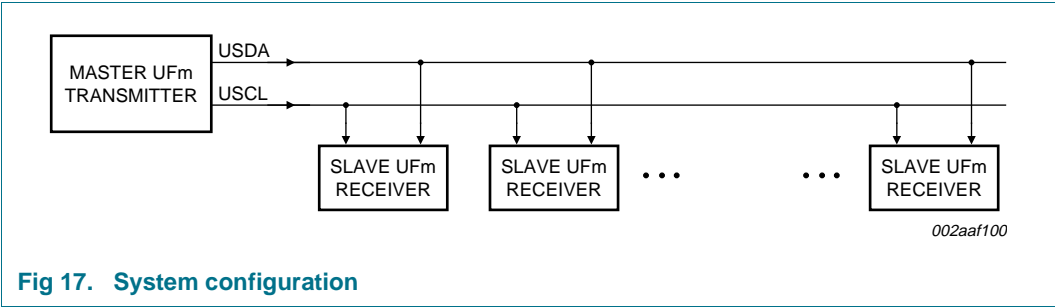 USDA
MASTER UFm
TRANSMITTER
USCL
SLAVE UFm
RECEIVER
SLAVE UFm
RECEIVER
SLAVE UFm
RECEIVER
002aaf100
Fig 17. System configuration